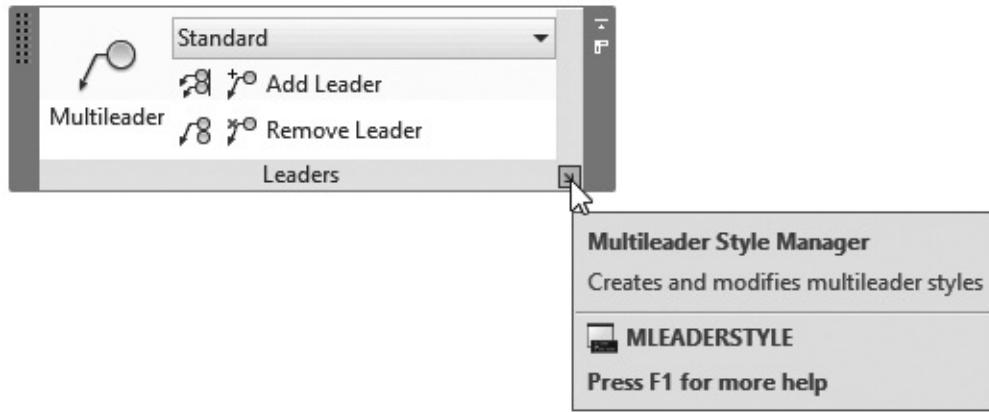 Standard
Multileader
Add Leader
Remove Leader
Leaders
Multileader Style Manager
Creates and modifies multileader styles
MLEADERSTYLE
Press F1 for more help